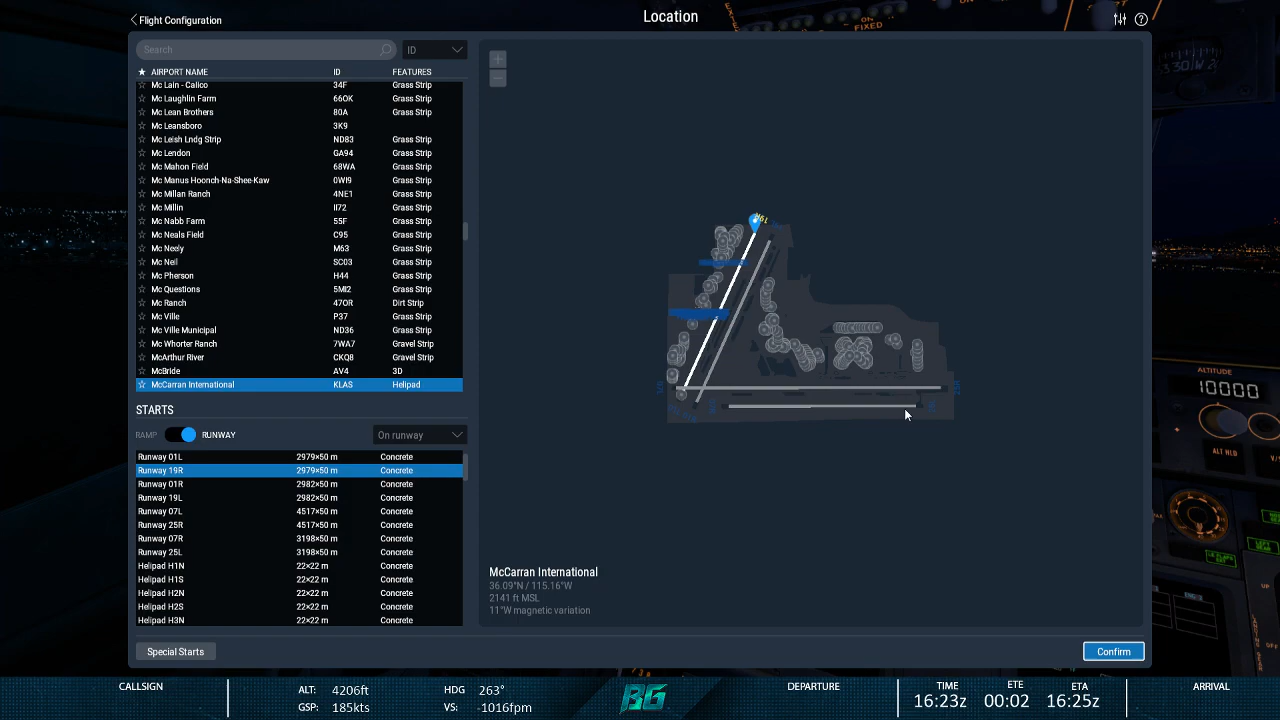 Flight Configuration
Location
Search
ID
AIRPORT NAME ID FEATURES
Mc Lain - Calico 34F Grass Strip
Mc Laughlin Farm 66OK Grass Strip
Mc Lean Brothers 80A Grass Strip
Mc Leansboro 3K9
Mc Leish Lndg Strip ND83 Grass Strip
Mc Lendon GA94 Grass Strip
Mc Mahon Field 68WA Grass Strip
Mc Manus Hoonch-Na-Shee-Kaw 0WI9 Grass Strip
Mc Millan Ranch 4NE1 Grass Strip
Mc Millin II72 Grass Strip
Mc Nabb Farm 55F Grass Strip
Mc Neals Field C95 Grass Strip
Mc Neely M63 Grass Strip
Mc Neil SC03 Grass Strip
Mc Pherson H44 Grass Strip
Mc Questions 5MI2 Grass Strip
Mc Ranch 47OR Dirt Strip
Mc Ville P37 Grass Strip
Mc Ville Municipal ND36 Grass Strip
Mc Whorter Ranch 7WA7 Gravel Strip
McArthur River CKQ8 Gravel Strip
McBride AV4 3D
McCarran International KLAS Helipad
STARTS
RAMP RUNWAY On runway
Runway 01L 2979×50 m Concrete
Runway 19R 2979×50 m Concrete
Runway 01R 2982×50 m Concrete
Runway 19L 2982×50 m Concrete
Runway 07L 4517×50 m Concrete
Runway 25R 4517×50 m Concrete
Runway 07R 3198×50 m Concrete
Runway 25L 3198×50 m Concrete
Helipad H1N 22×22 m Concrete
Helipad H1S 22×22 m Concrete
Helipad H2N 22×22 m Concrete
Helipad H2S 22×22 m Concrete
Helipad H3N 22×22 m Concrete
19R
McCarran International
36.09°N / 115.16°W
2141 ft MSL
11°W magnetic variation
Special Starts
Confirm
ON
FIXED
ALTITUDE
10000
ALT HLD
CALLSIGN
ALT: 4206ft
GSP: 185kts
HDG 263°
VS: -1016fpm
BG
DEPARTURE
TIME
16:23z
ETE
00:02
ETA
16:25z
ARRIVAL